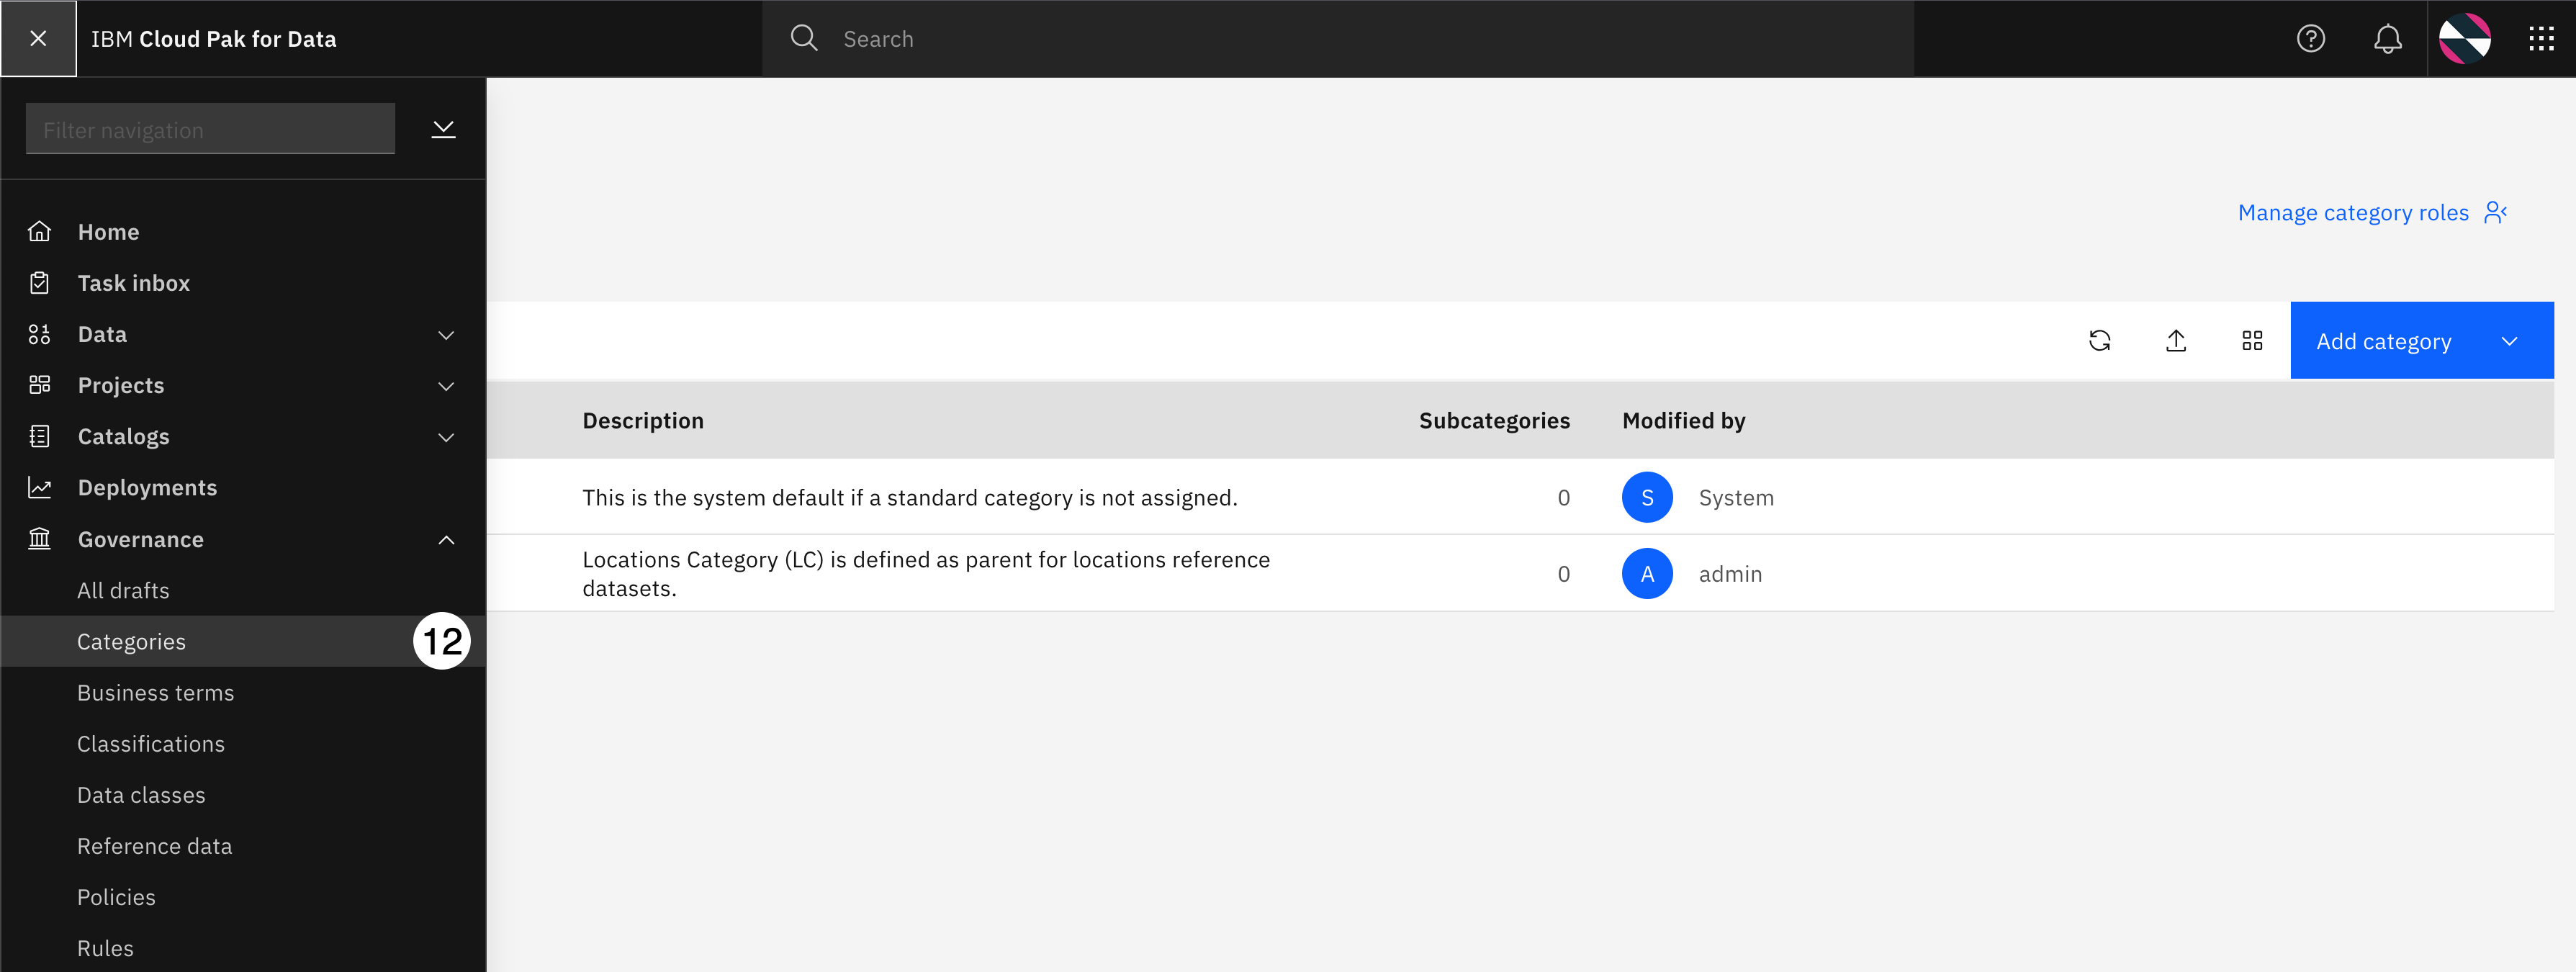 IBM Cloud Pak for Data
Search
Filter navigation
Home
Task inbox
Data
Projects
Catalogs
Deployments
Governance
All drafts
Categories
12
Business terms
Classifications
Data classes
Reference data
Policies
Rules
Manage category roles
Add category
Description
Subcategories
Modified by
This is the system default if a standard category is not assigned.
0
S
System
Locations Category (LC) is defined as parent for locations reference
datasets.
0
A
admin